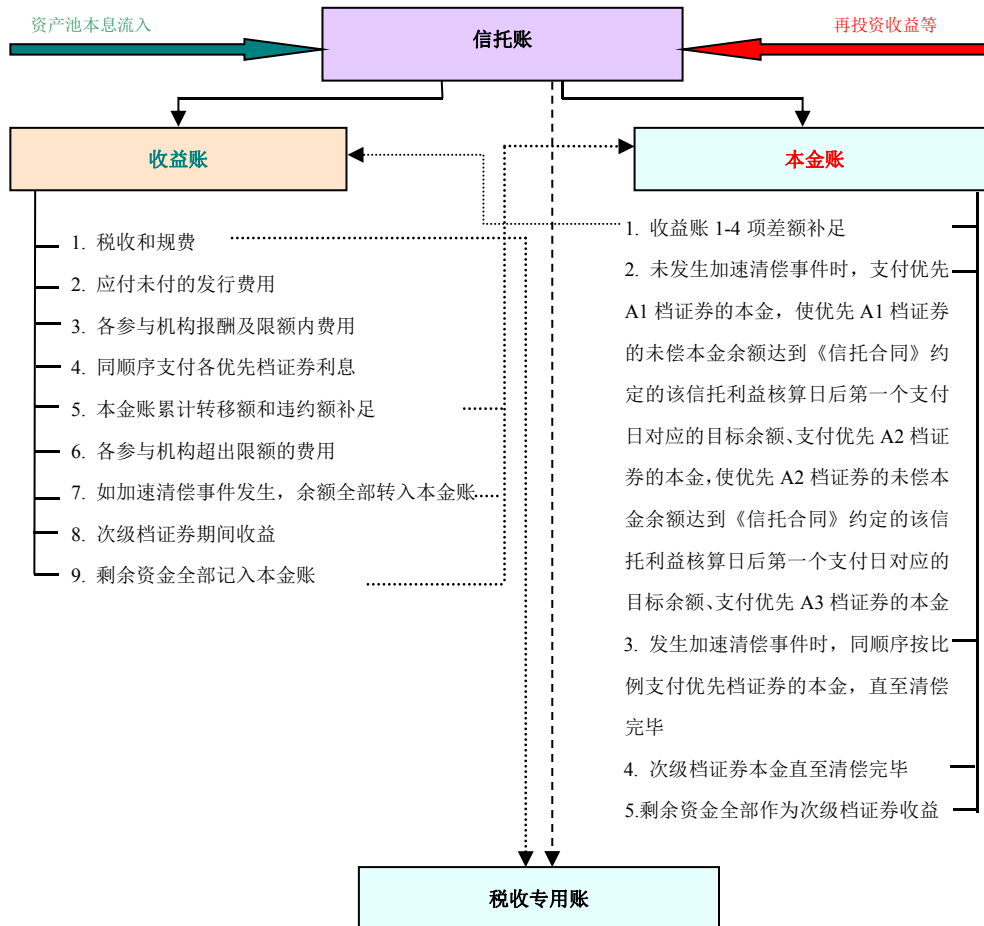 资产池本息流入
信托账
再投资收益等
收益账
本金账
1. 税收和规费
2. 应付未付的发行费用
3. 各参与机构报酬及限额内费用
4. 同顺序支付各优先档证券利息
5. 本金账累计转移额和违约额补足
6. 各参与机构超出限额的费用
7. 如加速清偿事件发生，余额全部转入本金账
8. 次级档证券期间收益
9. 剩余资金全部记入本金账
1. 收益账 1-4 项差额补足
2. 未发生加速清偿事件时，支付优先
A1 档证券的本金，使优先 A1 档证券
的未偿本金余额达到《信托合同》约
定的该信托利益核算日后第一个支付
日对应的目标余额、支付优先 A2 档证
券的本金,使优先 A2 档证券的未偿本
金余额达到《信托合同》约定的该信
托利益核算日后第一个支付日对应的
目标余额、支付优先 A3 档证券的本金
3. 发生加速清偿事件时，同顺序按比
例支付优先档证券的本金，直至清偿
完毕
4. 次级档证券本金直至清偿完毕
5.剩余资金全部作为次级档证券收益
税收专用账